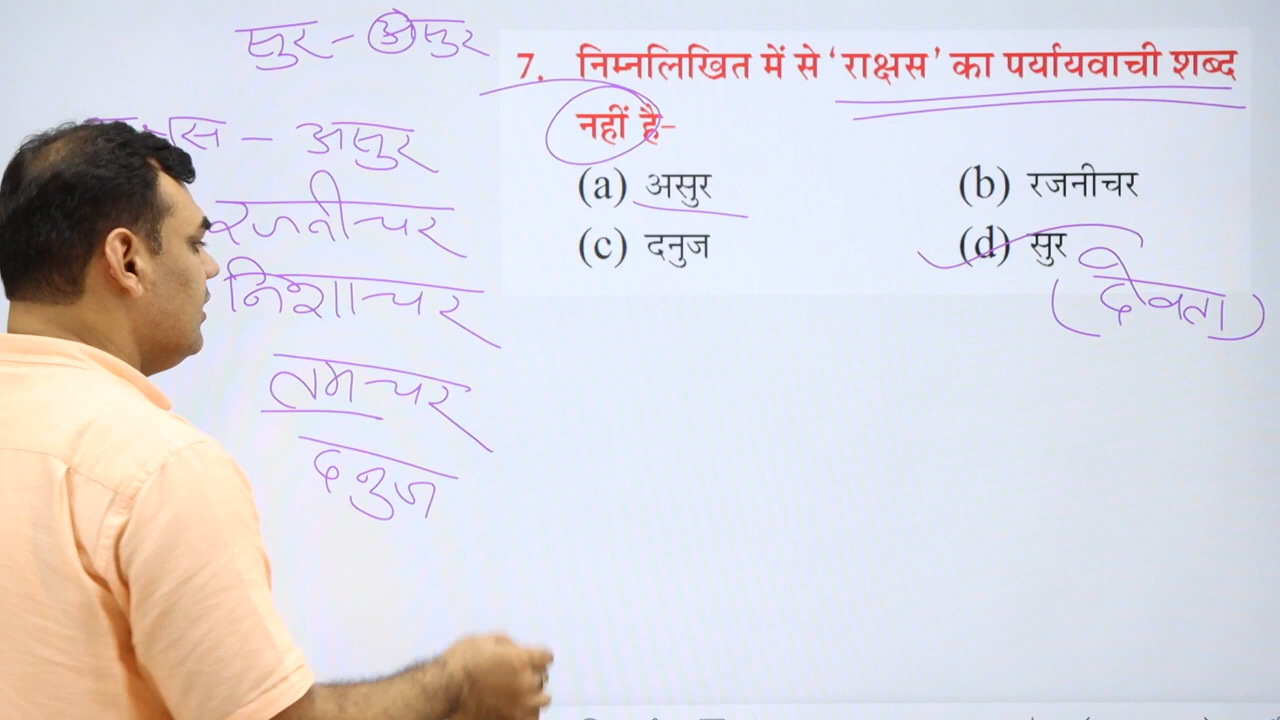 सुर - असुर
7. निम्नलिखित में से ‘राक्षस’ का पर्यायवाची शब्द
नहीं है–
(a) असुर (b) रजनीचर
(c) दनुज (d) सुर
(देवता)
– असुर
रजनीचर
निशाचर
तमचर
दनुज